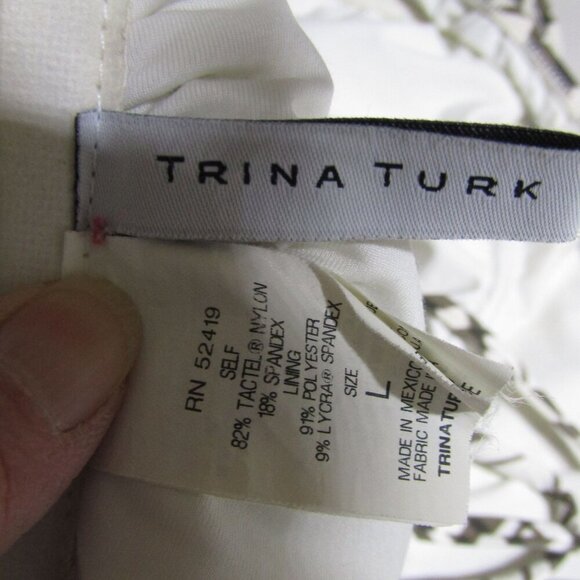 TRINA TURK
RN 52419
SELF
82% TACTEL® NYLON
18% SPANDEX
LINING
91% POLYESTER
9% LYCRA® SPANDEX
SIZE
L
MADE IN MEXICO
FABRIC MADE IN
TRINA TURK